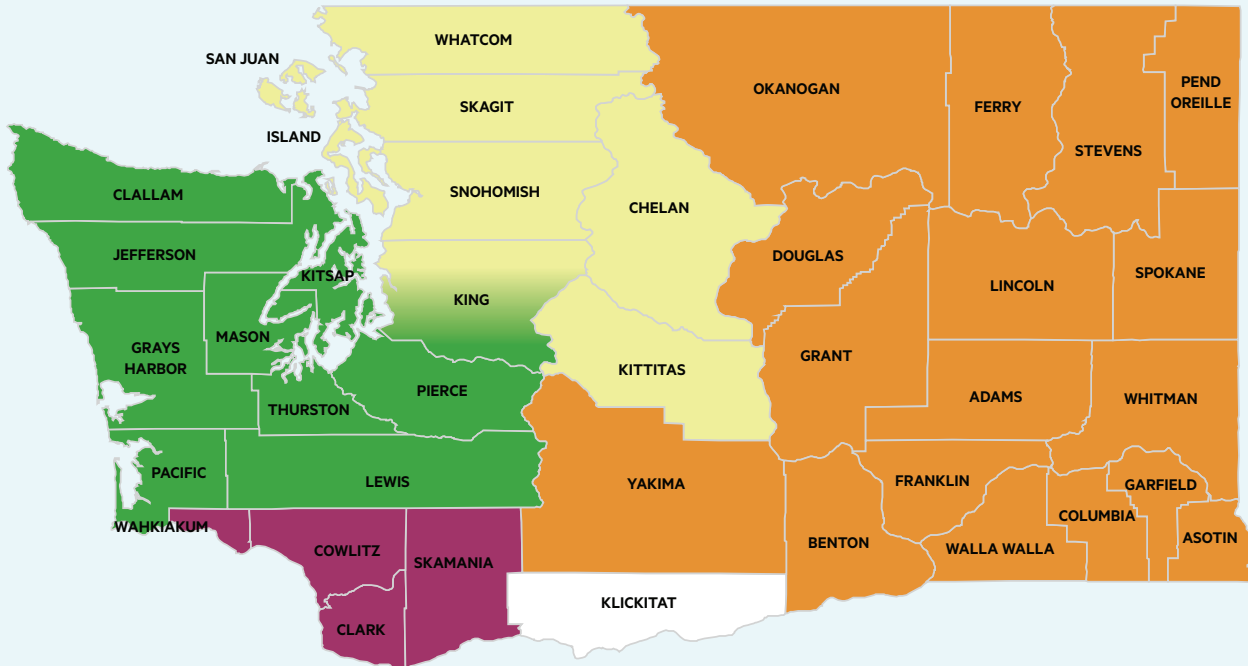 WHATCOM
SAN JUAN
OKANOGAN
PEND
OREILLE
SKAGIT
FERRY
ISLAND
STEVENS
CLALLAM
SNOHOMISH
CHELAN
JEFFERSON
DOUGLAS
KITSAP
SPOKANE
LINCOLN
KING
MASON
GRAYS
HARBOR
GRANT
KITTITAS
PIERCE
ADAMS
WHITMAN
THURSTON
PACIFIC
LEWIS
YAKIMA
FRANKLIN
GARFIELD
COLUMBIA
WAHKIAKUM
ASOTIN
BENTON
WALLA WALLA
COWLITZ
SKAMANIA
KLICKITAT
CLARK